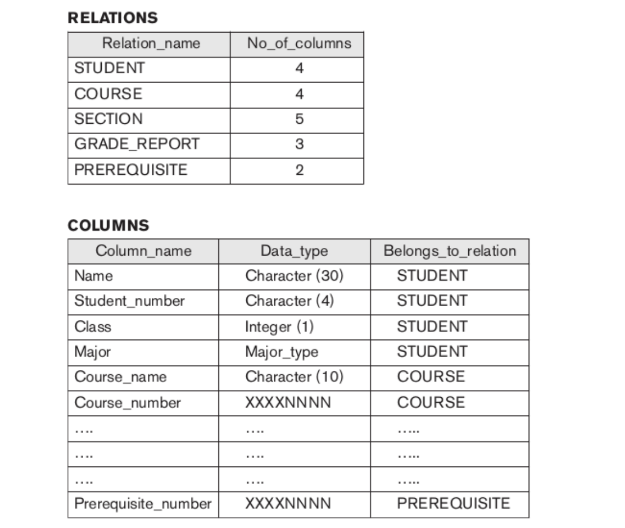 RELATIONS
Relation_name No_of_columns
STUDENT 4
COURSE 4
SECTION 5
GRADE_REPORT 3
PREREQUISITE 2
COLUMNS
Column_name Data_type Belongs_to_relation
Name Character (30) STUDENT
Student_number Character (4) STUDENT
Class Integer (1) STUDENT
Major Major_type STUDENT
Course_name Character (10) COURSE
Course_number XXXXNNNN COURSE
.... .... .....
.... .... .....
.... .... .....
Prerequisite_number XXXXNNNN PREREQUISITE